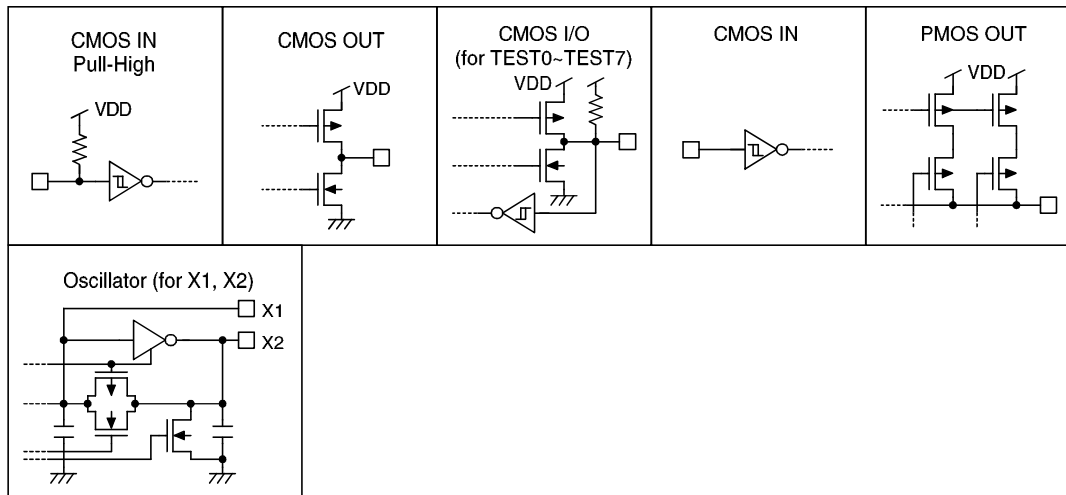 CMOS IN
Pull-High
VDD
CMOS OUT
VDD
CMOS I/O
(for TEST0~TEST7)
VDD
CMOS IN
PMOS OUT
VDD
Oscillator (for X1, X2)
X1
X2